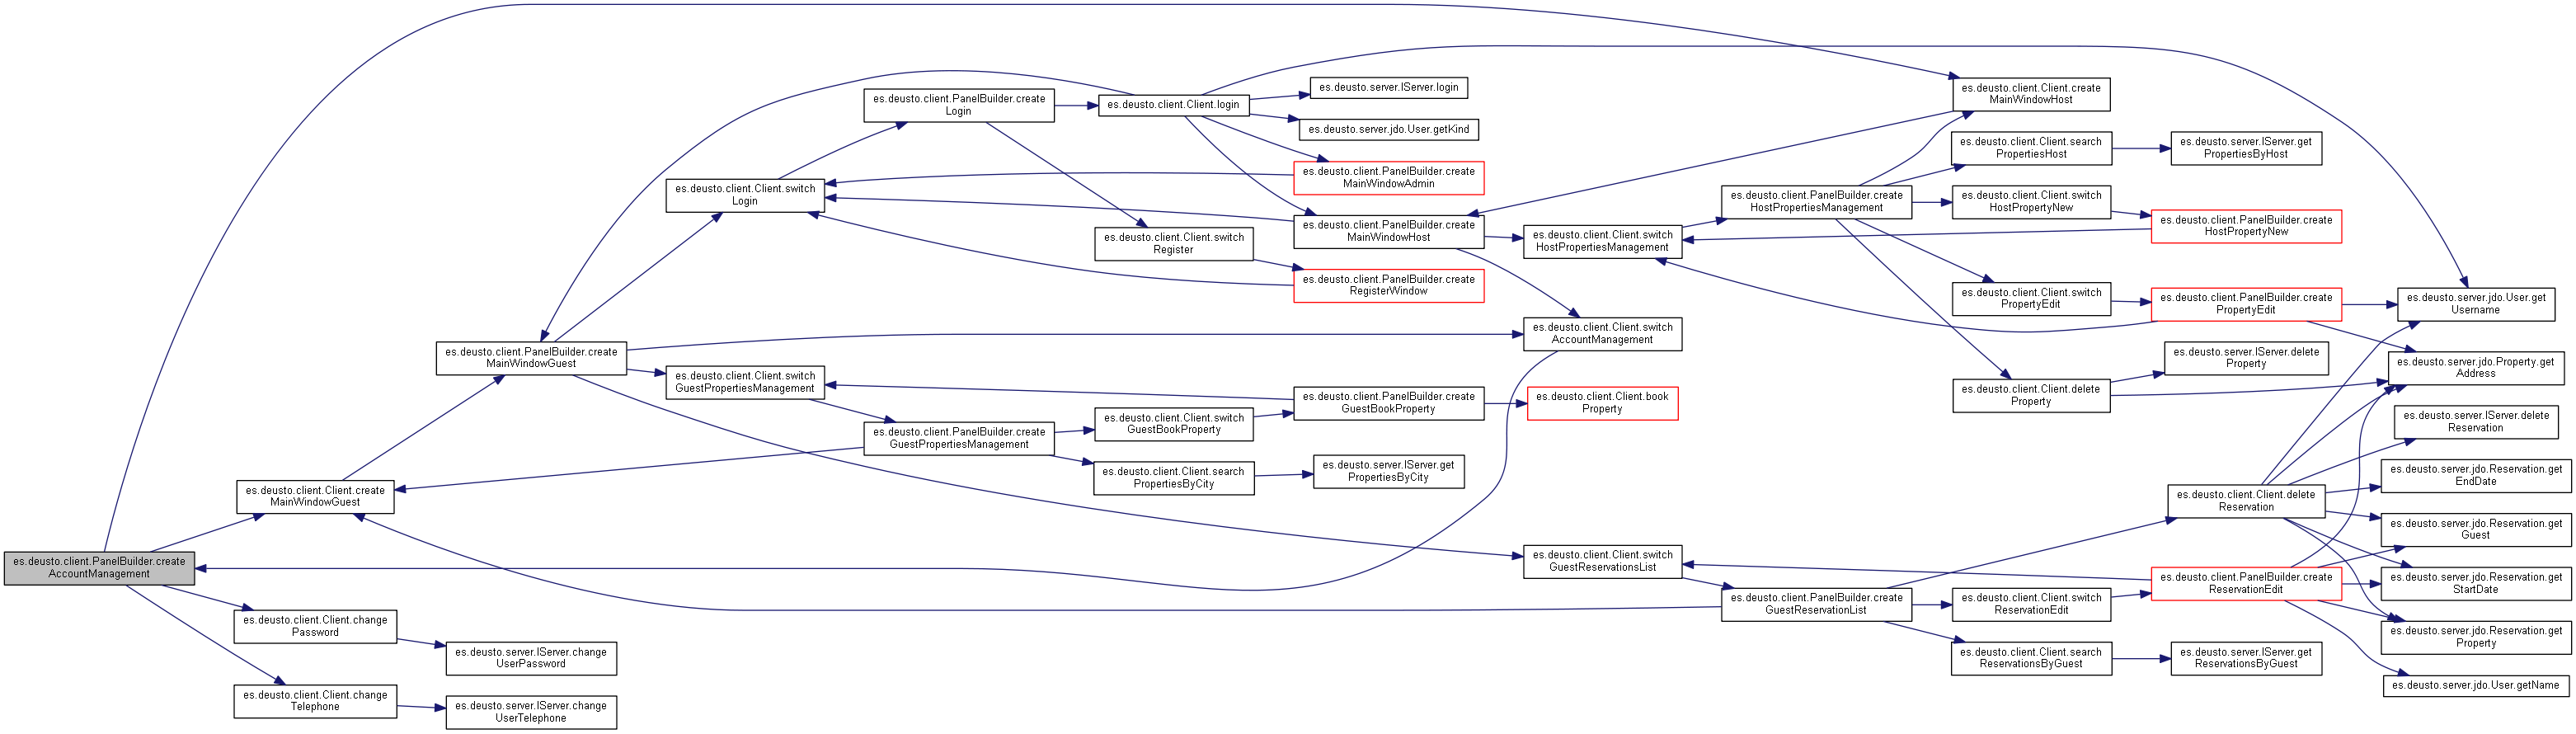 es.deusto.client.PanelBuilder.create
AccountManagement
es.deusto.client.Client.create
MainWindowGuest
es.deusto.client.Client.change
Password
es.deusto.client.Client.change
Telephone
es.deusto.client.PanelBuilder.create
MainWindowGuest
es.deusto.server.IServer.change
UserPassword
es.deusto.server.IServer.change
UserTelephone
es.deusto.client.Client.switch
Login
es.deusto.client.Client.switch
GuestPropertiesManagement
es.deusto.client.PanelBuilder.create
Login
es.deusto.client.PanelBuilder.create
GuestPropertiesManagement
es.deusto.client.Client.login
es.deusto.client.Client.switch
Register
es.deusto.client.Client.switch
GuestBookProperty
es.deusto.client.Client.search
PropertiesByCity
es.deusto.server.IServer.login
es.deusto.server.jdo.User.getKind
es.deusto.client.PanelBuilder.create
MainWindowAdmin
es.deusto.client.PanelBuilder.create
MainWindowHost
es.deusto.client.PanelBuilder.create
RegisterWindow
es.deusto.client.PanelBuilder.create
GuestBookProperty
es.deusto.server.IServer.get
PropertiesByCity
es.deusto.client.Client.switch
HostPropertiesManagement
es.deusto.client.Client.switch
AccountManagement
es.deusto.client.Client.book
Property
es.deusto.client.Client.switch
GuestReservationsList
es.deusto.client.PanelBuilder.create
HostPropertiesManagement
es.deusto.client.PanelBuilder.create
GuestReservationList
es.deusto.client.Client.create
MainWindowHost
es.deusto.client.Client.search
PropertiesHost
es.deusto.client.Client.switch
HostPropertyNew
es.deusto.client.Client.switch
PropertyEdit
es.deusto.client.Client.delete
Property
es.deusto.client.Client.switch
ReservationEdit
es.deusto.client.Client.search
ReservationsByGuest
es.deusto.server.IServer.get
PropertiesByHost
es.deusto.client.PanelBuilder.create
HostPropertyNew
es.deusto.client.PanelBuilder.create
PropertyEdit
es.deusto.server.IServer.delete
Property
es.deusto.client.Client.delete
Reservation
es.deusto.client.PanelBuilder.create
ReservationEdit
es.deusto.server.IServer.get
ReservationsByGuest
es.deusto.server.jdo.User.get
Username
es.deusto.server.jdo.Property.get
Address
es.deusto.server.IServer.delete
Reservation
es.deusto.server.jdo.Reservation.get
EndDate
es.deusto.server.jdo.Reservation.get
Guest
es.deusto.server.jdo.Reservation.get
StartDate
es.deusto.server.jdo.Reservation.get
Property
es.deusto.server.jdo.User.getName